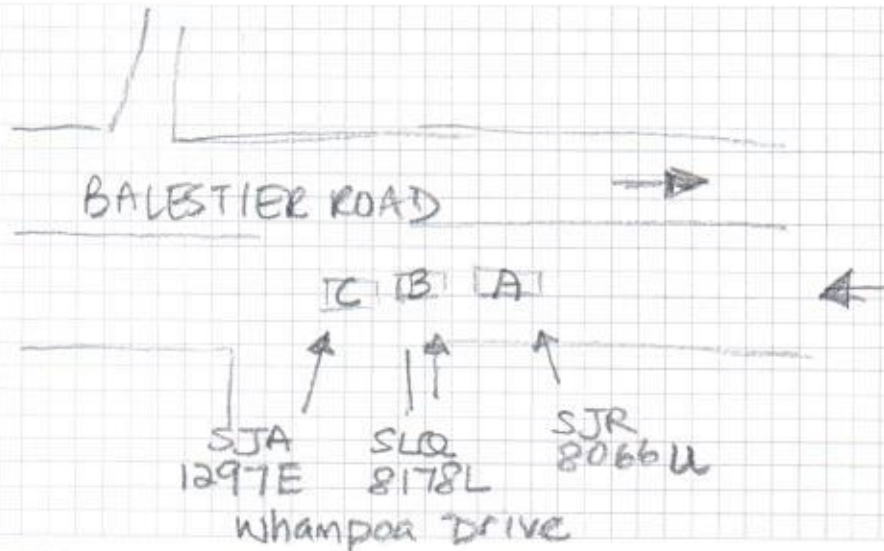 BALESTIER ROAD
C B A
SJA
1297E
SLQ
8178L
SJR
8066U
Whampoa Drive